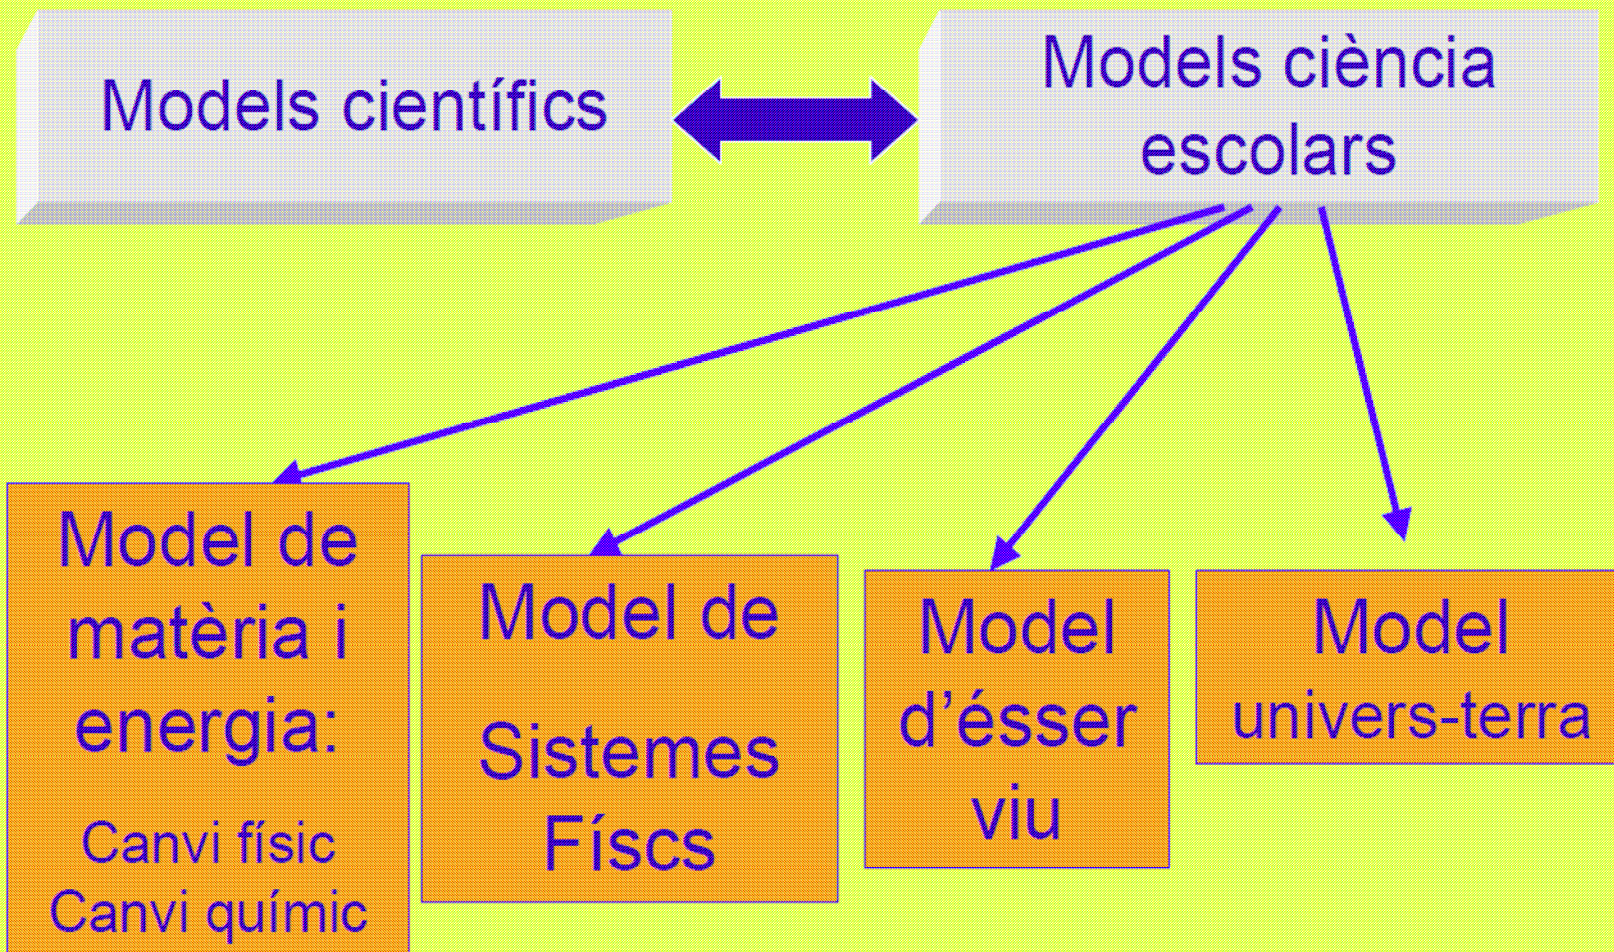 Models científics
Models ciència
escolars
Model de
matèria i
energia:
Canvi físic
Canvi químic
Model de
Sistemes
Físcs
Model
d’ésser
viu
Model
univers-terra